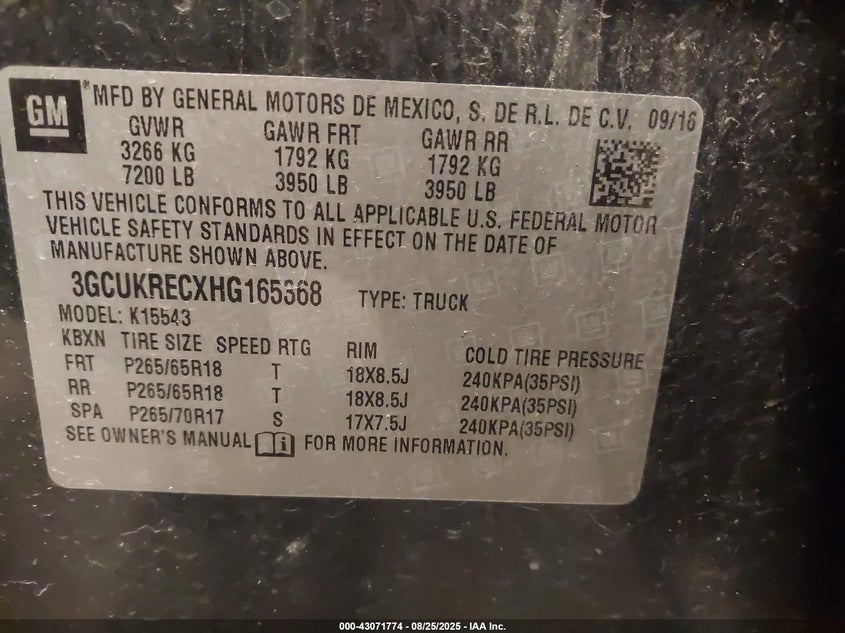 GM ® MFD BY GENERAL MOTORS DE MEXICO, S. DE R.L. DE C.V. 09/16
GVWR GAWR FRT GAWR RR
3266 KG 1792 KG 1792 KG
7200 LB 3950 LB 3950 LB
THIS VEHICLE CONFORMS TO ALL APPLICABLE U.S. FEDERAL MOTOR
VEHICLE SAFETY STANDARDS IN EFFECT ON THE DATE OF
MANUFACTURE SHOWN ABOVE.
3GCUKRECXHG165368 TYPE: TRUCK
MODEL: K15543
KBXN TIRE SIZE SPEED RTG RIM COLD TIRE PRESSURE
FRT P265/65R18 T 18X8.5J 240KPA(35PSI)
RR P265/65R18 T 18X8.5J 240KPA(35PSI)
SPA P265/70R17 S 17X7.5J 240KPA(35PSI)
SEE OWNER'S MANUAL FOR MORE INFORMATION.
000-43071774 - 08/25/2025 - IAA Inc.